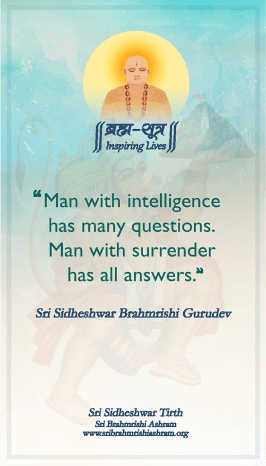 ॥ब्रह्म-सूत्र॥
Inspiring Lives
“Man with intelligence
has many questions.
Man with surrender
has all answers.”
Sri Sidheshwar Brahmrishi Gurudev
Sri Sidheshwar Tirth
Sri Brahmrishi Ashram
www.sribrahmrishiashram.org